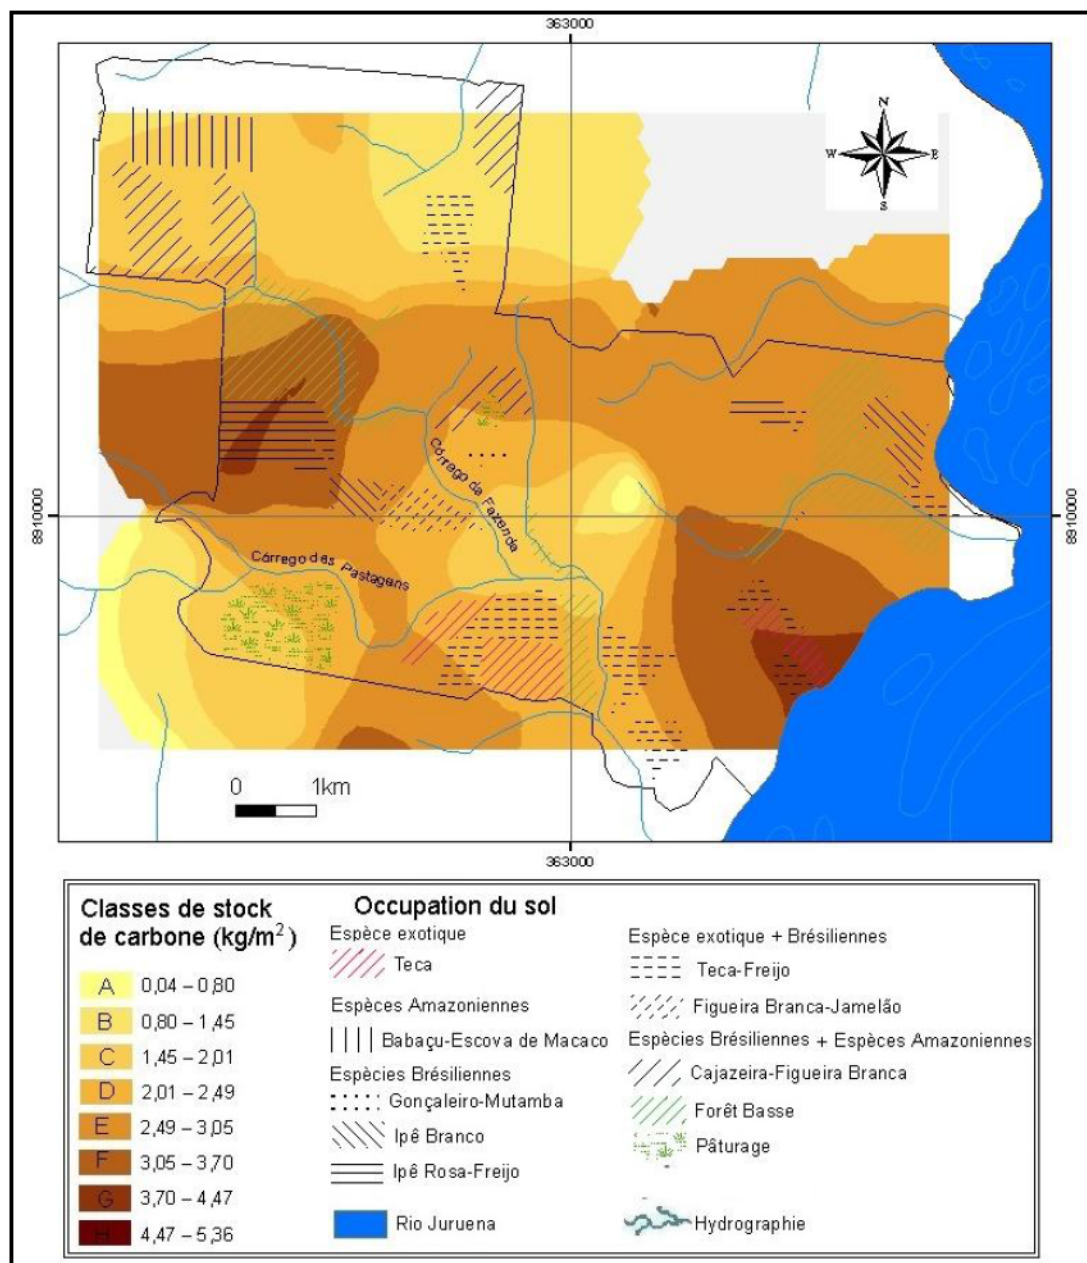 363000
N
W
E
S
8910000
8910000
Córrego da Fazenda
Córrego das Pastagens
0 1km
363000
Classes de stock
de carbone (kg/m²)
A 0,04 – 0,80
B 0,80 – 1,45
C 1,45 – 2,01
D 2,01 – 2,49
E 2,49 – 3,05
F 3,05 – 3,70
G 3,70 – 4,47
H 4,47 – 5,36
Occupation du sol
Espèce exotique
Teca
Espèces Amazoniennes
Babaçu-Escova de Macaco
Espècies Brésiliennes
Gonçaleiro-Mutamba
Ipê Branco
Ipê Rosa-Freijo
Rio Juruena
Espèce exotique + Brésiliennes
Teca-Freijo
Figueira Branca-Jamelão
Espècies Brésiliennes + Espèces Amazoniennes
Cajazeira-Figueira Branca
Forêt Basse
Pâturage
Hydrographie